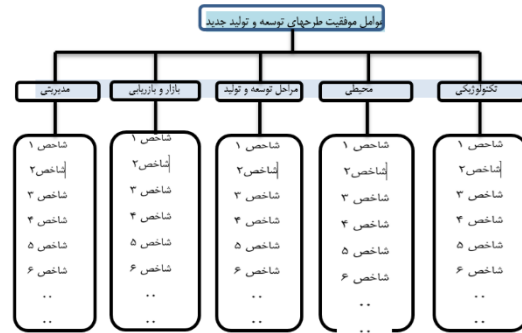 عوامل موفقیت طرحهای توسعه و تولید جدید
تکنولوژیکی
محیطی
مراحل توسعه و تولید
بازار و بازاریابی
مدیریتی
شاخص ۱
شاخص۲
شاخص ۳
شاخص ۴
شاخص ۵
شاخص ۶
..
..
شاخص ۱
شاخص۲
شاخص ۳
شاخص ۴
شاخص ۵
شاخص ۶
..
..
شاخص ۱
شاخص۲
شاخص ۳
شاخص ۴
شاخص ۵
شاخص ۶
..
..
شاخص ۱
شاخص۲
شاخص ۳
شاخص ۴
شاخص ۵
شاخص ۶
..
..
شاخص ۱
شاخص۲
شاخص ۳
شاخص ۴
شاخص ۵
شاخص ۶
..
..